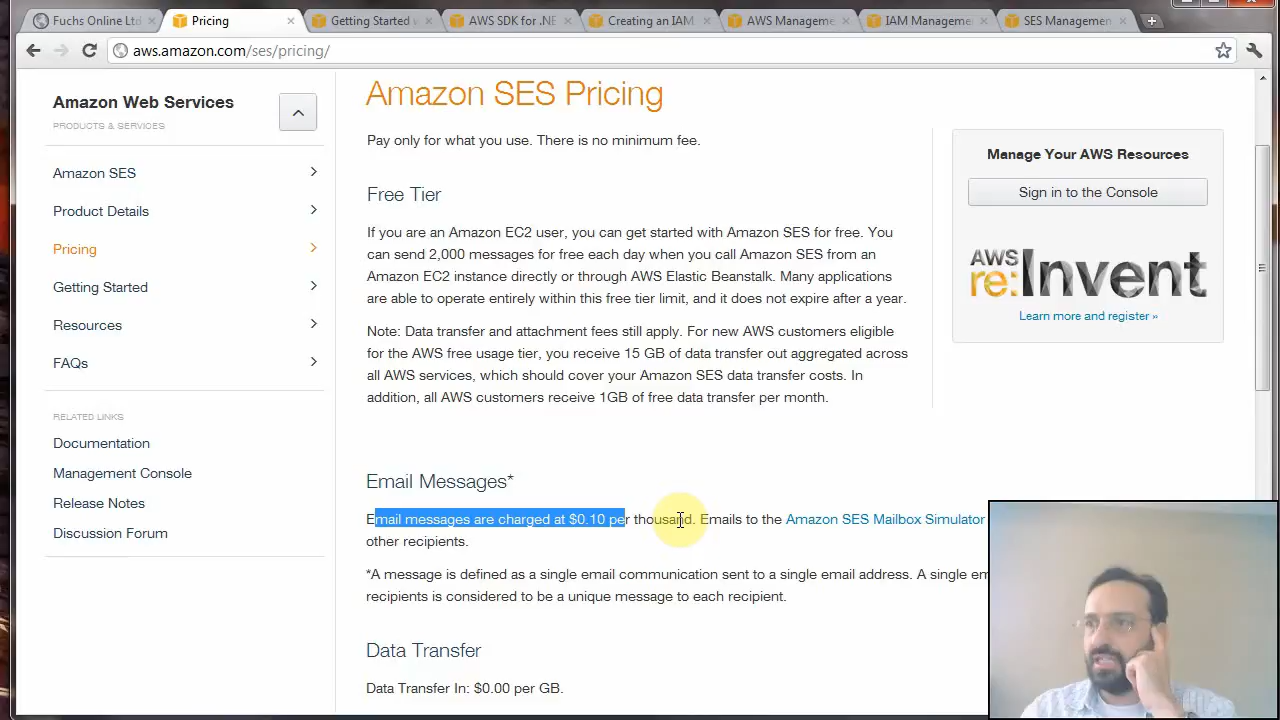 Fuchs Online Ltd
Pricing
Getting Started
AWS SDK for .NE
Creating an IAM
AWS Manageme
IAM Manageme
SES Managemen
aws.amazon.com/ses/pricing/
Amazon Web Services
PRODUCTS & SERVICES
Amazon SES
Product Details
Pricing
Getting Started
Resources
FAQs
RELATED LINKS
Documentation
Management Console
Release Notes
Discussion Forum
Amazon SES Pricing
Pay only for what you use. There is no minimum fee.
Free Tier
If you are an Amazon EC2 user, you can get started with Amazon SES for free. You
can send 2,000 messages for free each day when you call Amazon SES from an
Amazon EC2 instance directly or through AWS Elastic Beanstalk. Many applications
are able to operate entirely within this free tier limit, and it does not expire after a year.
Note: Data transfer and attachment fees still apply. For new AWS customers eligible
for the AWS free usage tier, you receive 15 GB of data transfer out aggregated across
all AWS services, which should cover your Amazon SES data transfer costs. In
addition, all AWS customers receive 1GB of free data transfer per month.
Email Messages*
Email messages are charged at $0.10 per thousand. Emails to the Amazon SES Mailbox Simulator
other recipients.
*A message is defined as a single email communication sent to a single email address. A single em
recipients is considered to be a unique message to each recipient.
Data Transfer
Data Transfer In: $0.00 per GB.
Manage Your AWS Resources
Sign in to the Console
AWS
re:Invent
Learn more and register »